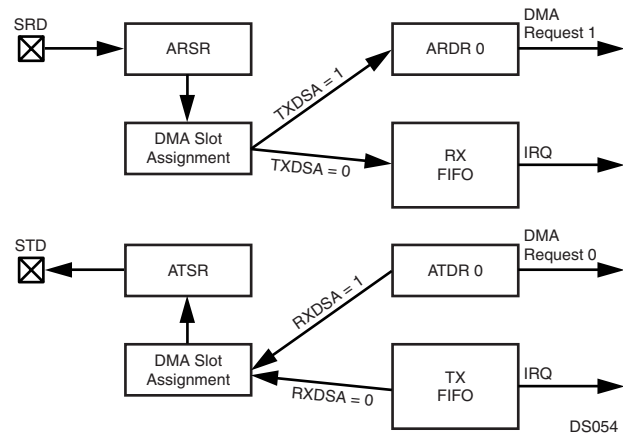 SRD
ARSR
DMA Slot
Assignment
TXDSA = 1
TXDSA = 0
ARDR 0
DMA
Request 1
RX
FIFO
IRQ
STD
ATSR
DMA Slot
Assignment
RXDSA = 1
RXDSA = 0
ATDR 0
DMA
Request 0
TX
FIFO
IRQ
DS054